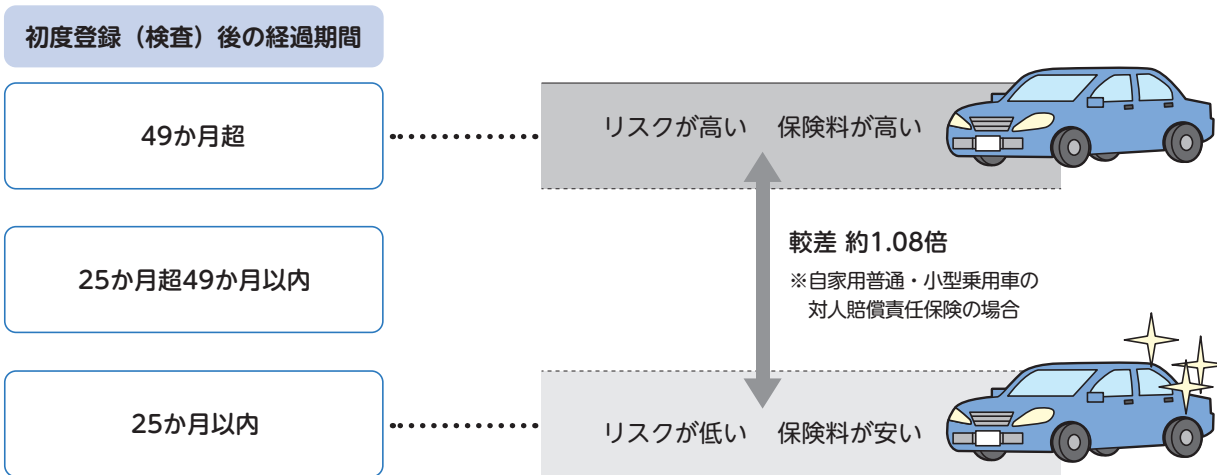 初度登録（検査）後の経過期間
49か月超
リスクが高い　保険料が高い
25か月超49か月以内
較差 約1.08倍
※自家用普通・小型乗用車の
対人賠償責任保険の場合
25か月以内
リスクが低い　保険料が安い